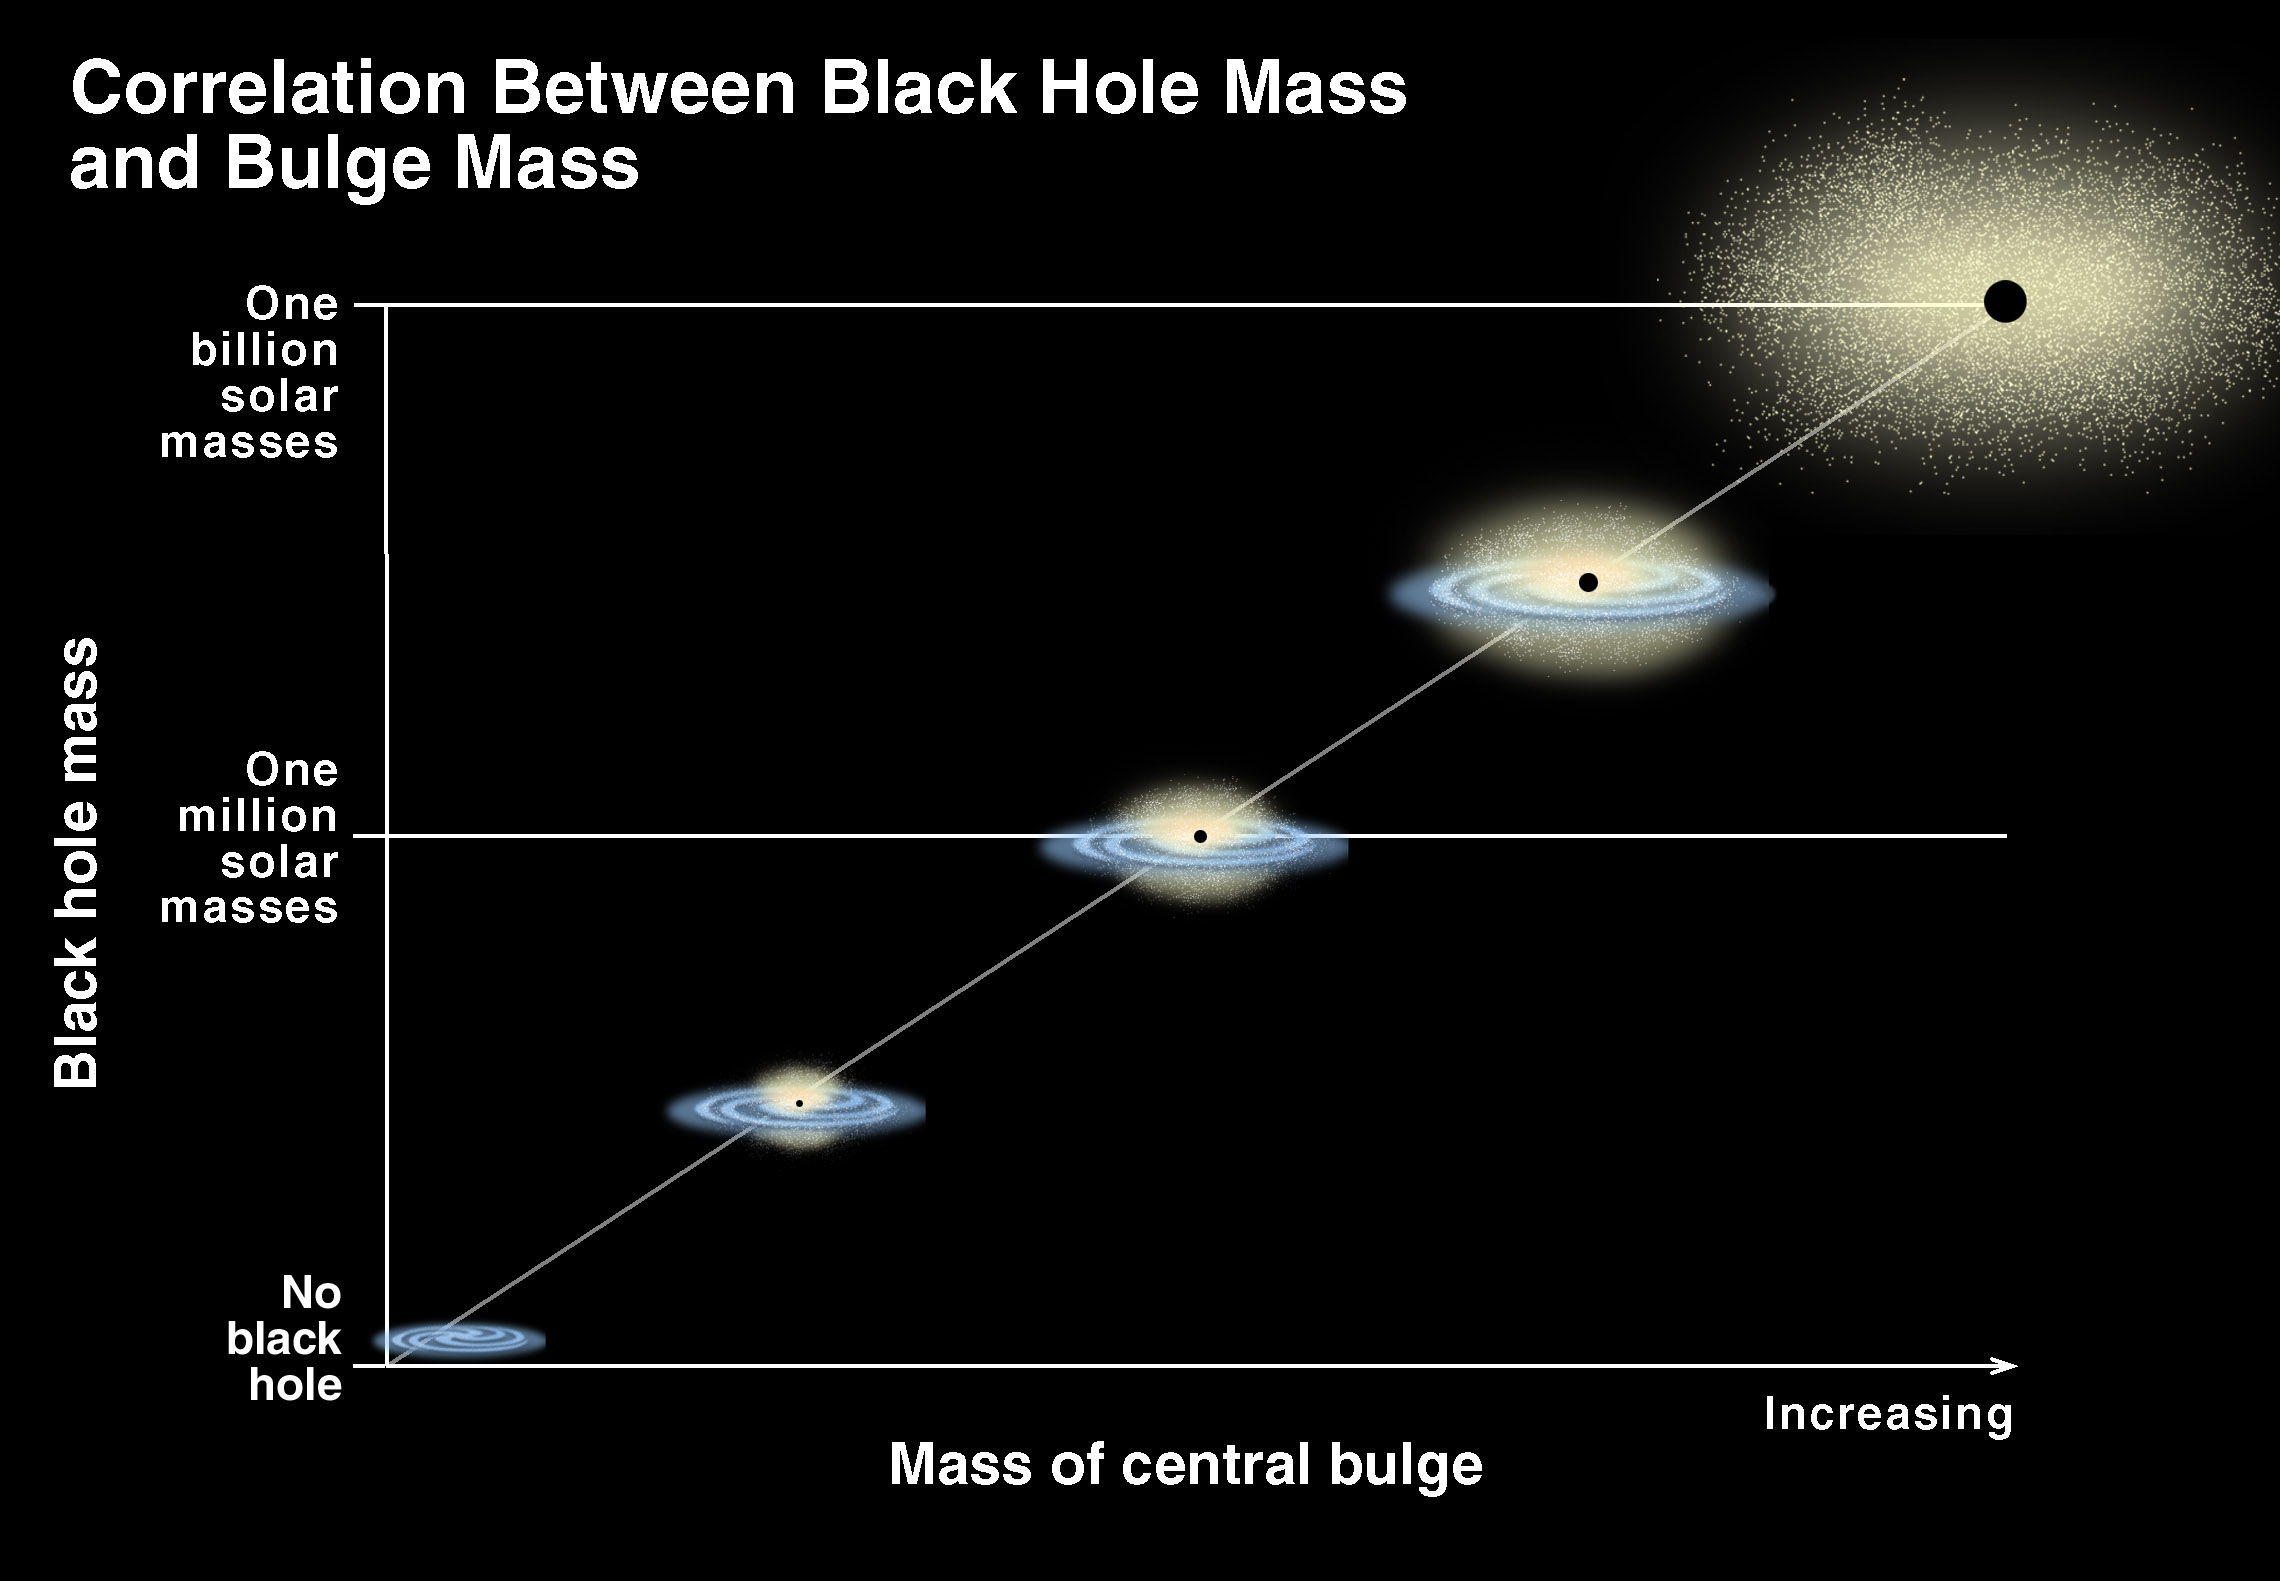 Correlation Between Black Hole Mass
and Bulge Mass
One
billion
solar
masses
Black hole mass
One
million
solar
masses
No
black
hole
Increasing
Mass of central bulge